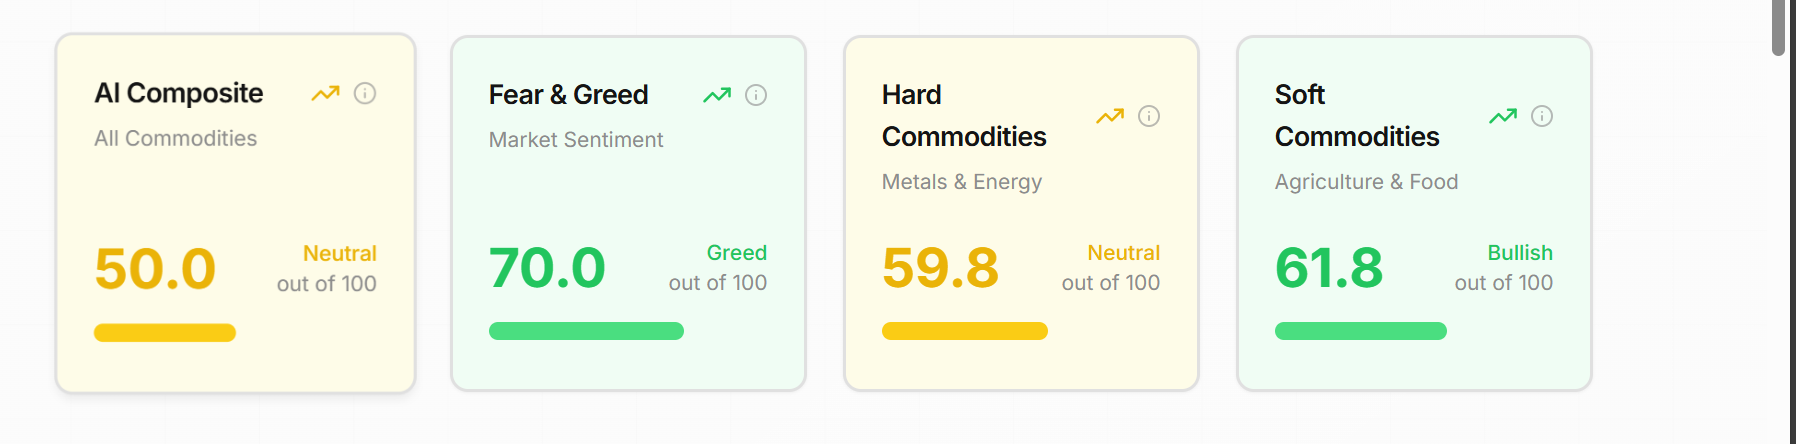 AI Composite
All Commodities
50.0
Neutral
out of 100
Fear & Greed
Market Sentiment
70.0
Greed
out of 100
Hard
Commodities
Metals & Energy
59.8
Neutral
out of 100
Soft
Commodities
Agriculture & Food
61.8
Bullish
out of 100